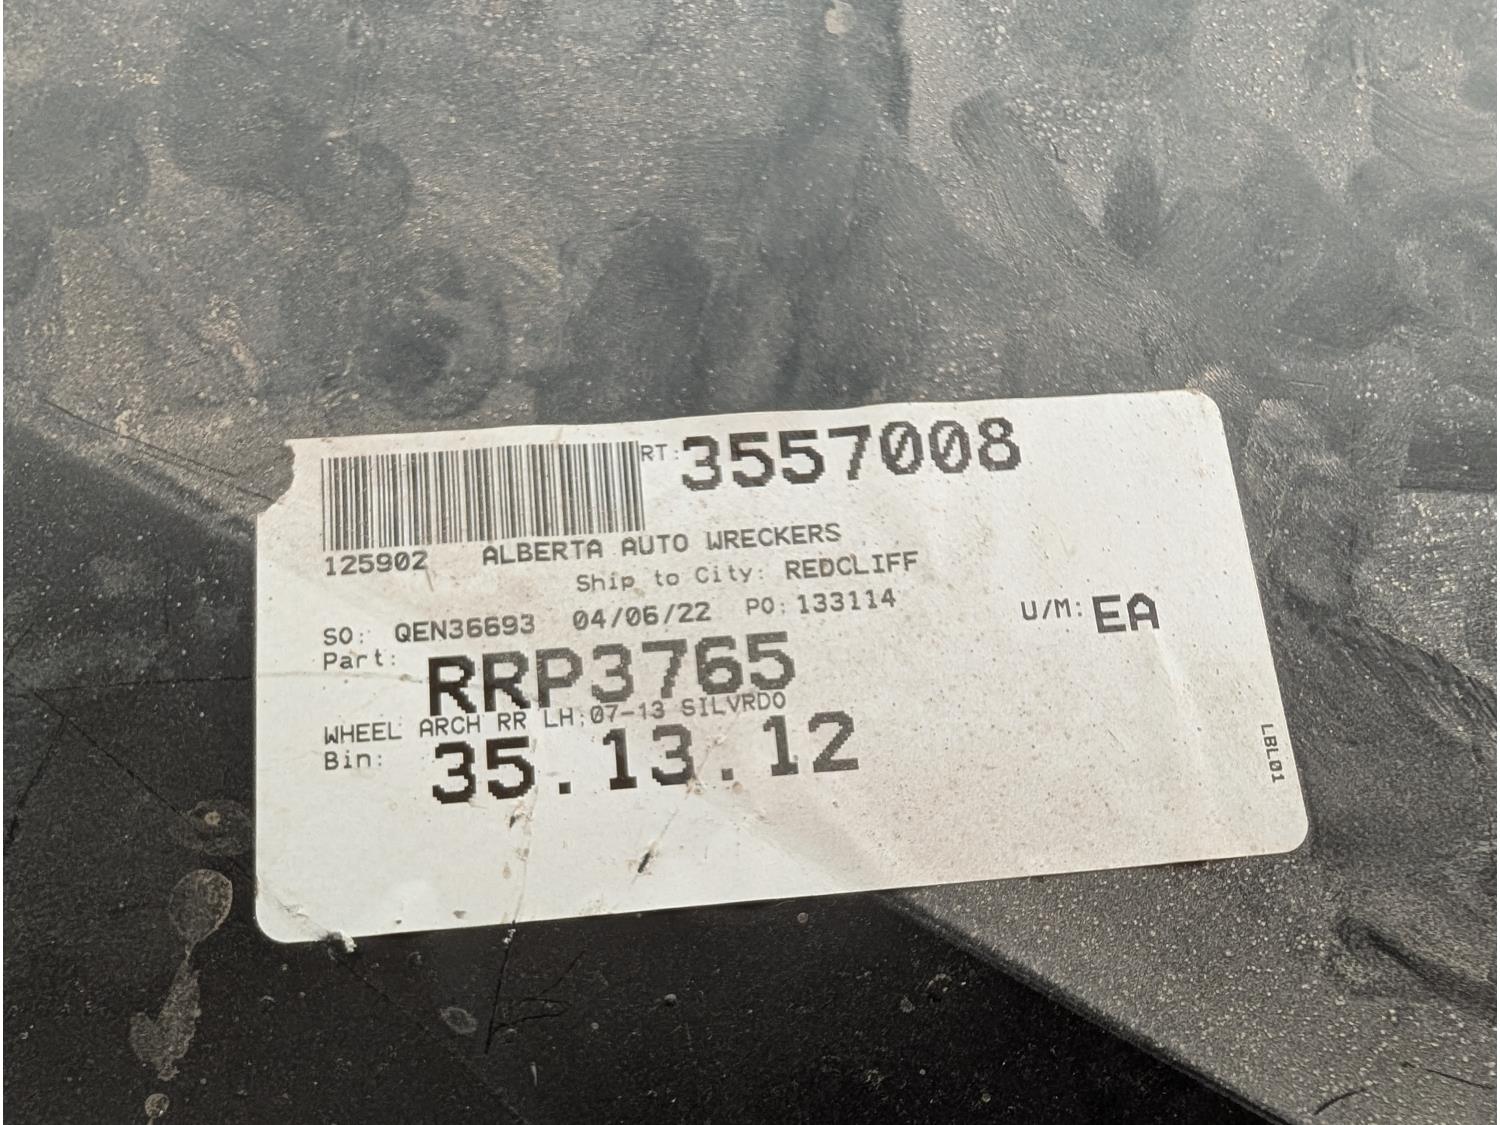 RT: 3557008
125902 ALBERTA AUTO WRECKERS
Ship to City: REDCLIFF
SO: QEN36693 04/06/22 PO: 133114
U/M: EA
Part: RRP3765
WHEEL ARCH RR LH:07-13 SILVRDO
Bin: 35.13.12
LBL01